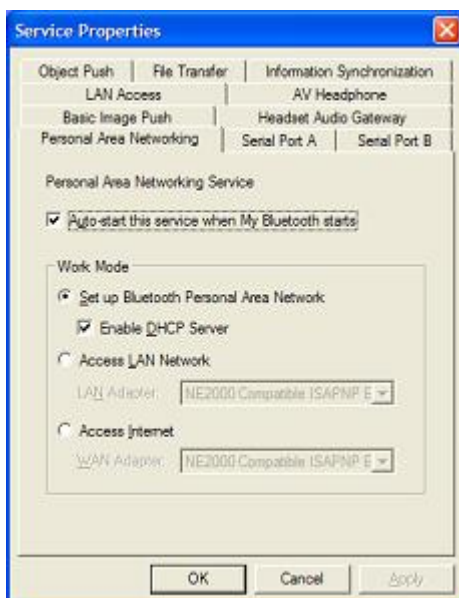 Service Properties
Object Push File Transfer Information Synchronization
LAN Access AV Headphone
Basic Image Push Headset Audio Gateway
Personal Area Networking Serial Port A Serial Port B
Personal Area Networking Service
Auto-start this service when My Bluetooth starts
Work Mode
Set up Bluetooth Personal Area Network
Enable DHCP Server
Access LAN Network
LAN Adapter: NE2000 Compatible ISAPNP E
Access Internet
WAN Adapter: NE2000 Compatible ISAPNP E
OK Cancel Apply